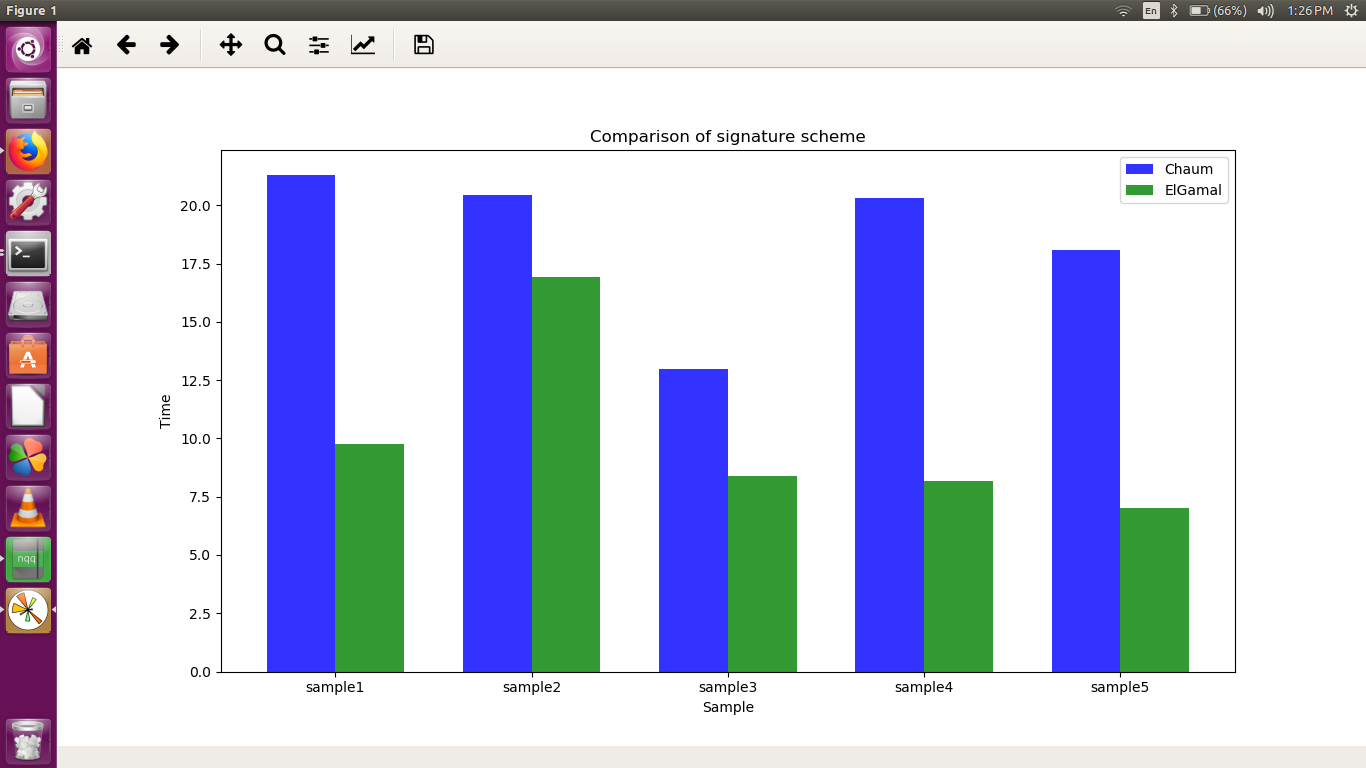 Figure 1
En
(66%)
1:26 PM
Comparison of signature scheme
Chaum
ElGamal
20.0
17.5
15.0
12.5
10.0
7.5
5.0
2.5
0.0
Time
sample1 sample2 sample3 sample4 sample5
Sample
nqq